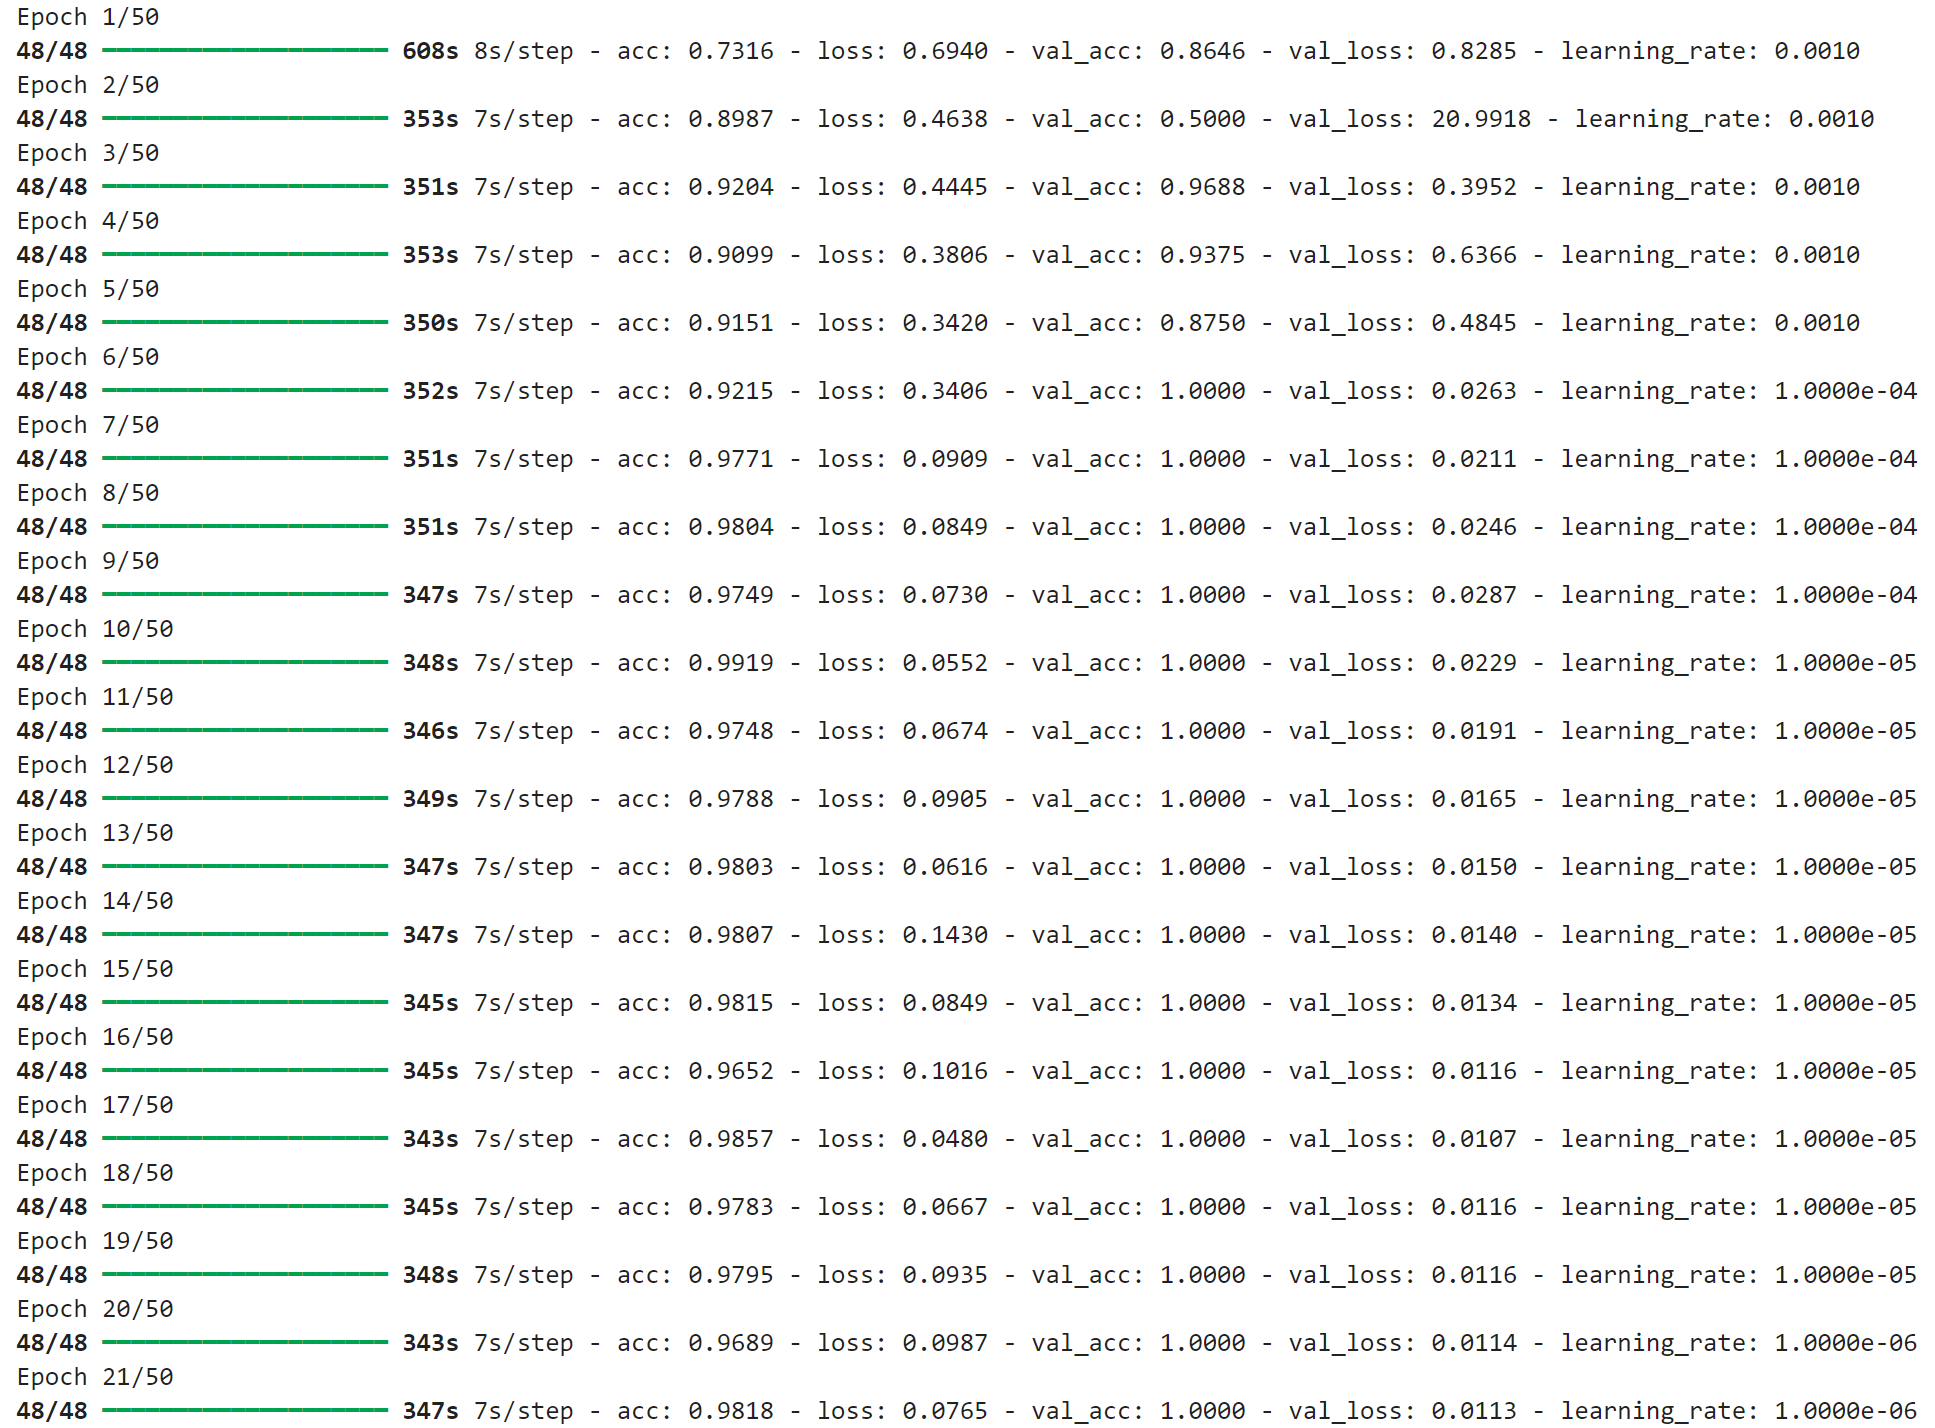 Epoch 1/50
48/48 ━━━━━━━━━━━━━━━━━━━━ 608s 8s/step - acc: 0.7316 - loss: 0.6940 - val_acc: 0.8646 - val_loss: 0.8285 - learning_rate: 0.0010
Epoch 2/50
48/48 ━━━━━━━━━━━━━━━━━━━━ 353s 7s/step - acc: 0.8987 - loss: 0.4638 - val_acc: 0.5000 - val_loss: 20.9918 - learning_rate: 0.0010
Epoch 3/50
48/48 ━━━━━━━━━━━━━━━━━━━━ 351s 7s/step - acc: 0.9204 - loss: 0.4445 - val_acc: 0.9688 - val_loss: 0.3952 - learning_rate: 0.0010
Epoch 4/50
48/48 ━━━━━━━━━━━━━━━━━━━━ 353s 7s/step - acc: 0.9099 - loss: 0.3806 - val_acc: 0.9375 - val_loss: 0.6366 - learning_rate: 0.0010
Epoch 5/50
48/48 ━━━━━━━━━━━━━━━━━━━━ 350s 7s/step - acc: 0.9151 - loss: 0.3420 - val_acc: 0.8750 - val_loss: 0.4845 - learning_rate: 0.0010
Epoch 6/50
48/48 ━━━━━━━━━━━━━━━━━━━━ 352s 7s/step - acc: 0.9215 - loss: 0.3406 - val_acc: 1.0000 - val_loss: 0.0263 - learning_rate: 1.0000e-04
Epoch 7/50
48/48 ━━━━━━━━━━━━━━━━━━━━ 351s 7s/step - acc: 0.9771 - loss: 0.0909 - val_acc: 1.0000 - val_loss: 0.0211 - learning_rate: 1.0000e-04
Epoch 8/50
48/48 ━━━━━━━━━━━━━━━━━━━━ 351s 7s/step - acc: 0.9804 - loss: 0.0849 - val_acc: 1.0000 - val_loss: 0.0246 - learning_rate: 1.0000e-04
Epoch 9/50
48/48 ━━━━━━━━━━━━━━━━━━━━ 347s 7s/step - acc: 0.9749 - loss: 0.0730 - val_acc: 1.0000 - val_loss: 0.0287 - learning_rate: 1.0000e-04
Epoch 10/50
48/48 ━━━━━━━━━━━━━━━━━━━━ 348s 7s/step - acc: 0.9919 - loss: 0.0552 - val_acc: 1.0000 - val_loss: 0.0229 - learning_rate: 1.0000e-05
Epoch 11/50
48/48 ━━━━━━━━━━━━━━━━━━━━ 346s 7s/step - acc: 0.9748 - loss: 0.0674 - val_acc: 1.0000 - val_loss: 0.0191 - learning_rate: 1.0000e-05
Epoch 12/50
48/48 ━━━━━━━━━━━━━━━━━━━━ 349s 7s/step - acc: 0.9788 - loss: 0.0905 - val_acc: 1.0000 - val_loss: 0.0165 - learning_rate: 1.0000e-05
Epoch 13/50
48/48 ━━━━━━━━━━━━━━━━━━━━ 347s 7s/step - acc: 0.9803 - loss: 0.0616 - val_acc: 1.0000 - val_loss: 0.0150 - learning_rate: 1.0000e-05
Epoch 14/50
48/48 ━━━━━━━━━━━━━━━━━━━━ 347s 7s/step - acc: 0.9807 - loss: 0.1430 - val_acc: 1.0000 - val_loss: 0.0140 - learning_rate: 1.0000e-05
Epoch 15/50
48/48 ━━━━━━━━━━━━━━━━━━━━ 345s 7s/step - acc: 0.9815 - loss: 0.0849 - val_acc: 1.0000 - val_loss: 0.0134 - learning_rate: 1.0000e-05
Epoch 16/50
48/48 ━━━━━━━━━━━━━━━━━━━━ 345s 7s/step - acc: 0.9652 - loss: 0.1016 - val_acc: 1.0000 - val_loss: 0.0116 - learning_rate: 1.0000e-05
Epoch 17/50
48/48 ━━━━━━━━━━━━━━━━━━━━ 343s 7s/step - acc: 0.9857 - loss: 0.0480 - val_acc: 1.0000 - val_loss: 0.0107 - learning_rate: 1.0000e-05
Epoch 18/50
48/48 ━━━━━━━━━━━━━━━━━━━━ 345s 7s/step - acc: 0.9783 - loss: 0.0667 - val_acc: 1.0000 - val_loss: 0.0116 - learning_rate: 1.0000e-05
Epoch 19/50
48/48 ━━━━━━━━━━━━━━━━━━━━ 348s 7s/step - acc: 0.9795 - loss: 0.0935 - val_acc: 1.0000 - val_loss: 0.0116 - learning_rate: 1.0000e-05
Epoch 20/50
48/48 ━━━━━━━━━━━━━━━━━━━━ 343s 7s/step - acc: 0.9689 - loss: 0.0987 - val_acc: 1.0000 - val_loss: 0.0114 - learning_rate: 1.0000e-06
Epoch 21/50
48/48 ━━━━━━━━━━━━━━━━━━━━ 347s 7s/step - acc: 0.9818 - loss: 0.0765 - val_acc: 1.0000 - val_loss: 0.0113 - learning_rate: 1.0000e-06